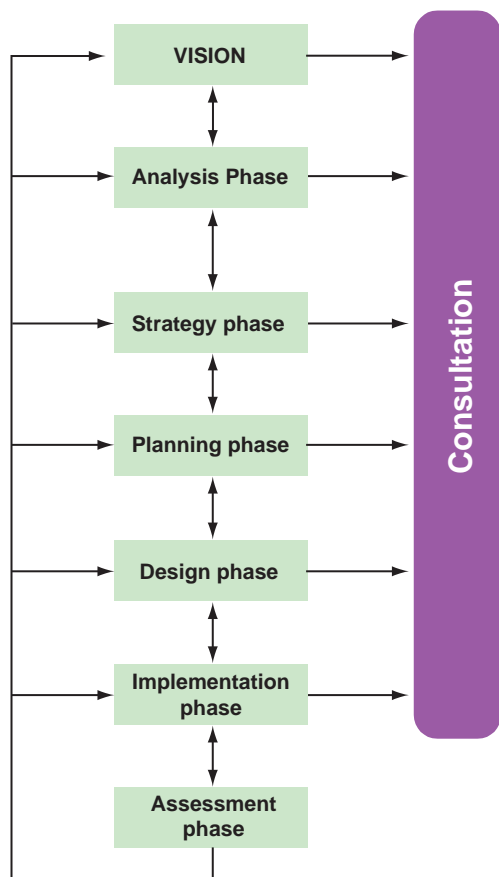 VISION
Analysis Phase
Strategy phase
Planning phase
Design phase
Implementation
phase
Assessment
phase
Consultation